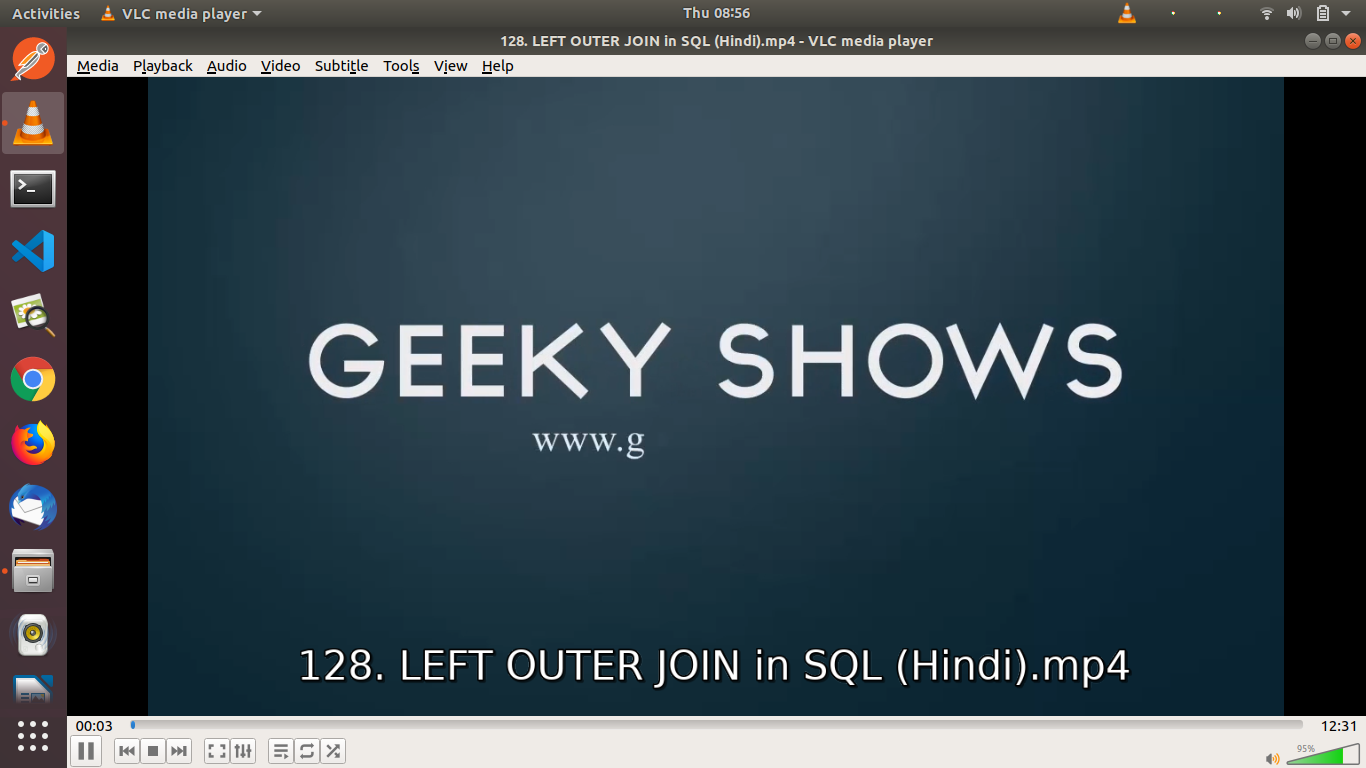 Activities VLC media player Thu 08:56
128. LEFT OUTER JOIN in SQL (Hindi).mp4 - VLC media player
Media Playback Audio Video Subtitle Tools View Help
GEEKY SHOWS
www.g
128. LEFT OUTER JOIN in SQL (Hindi).mp4
00:03 12:31
95%